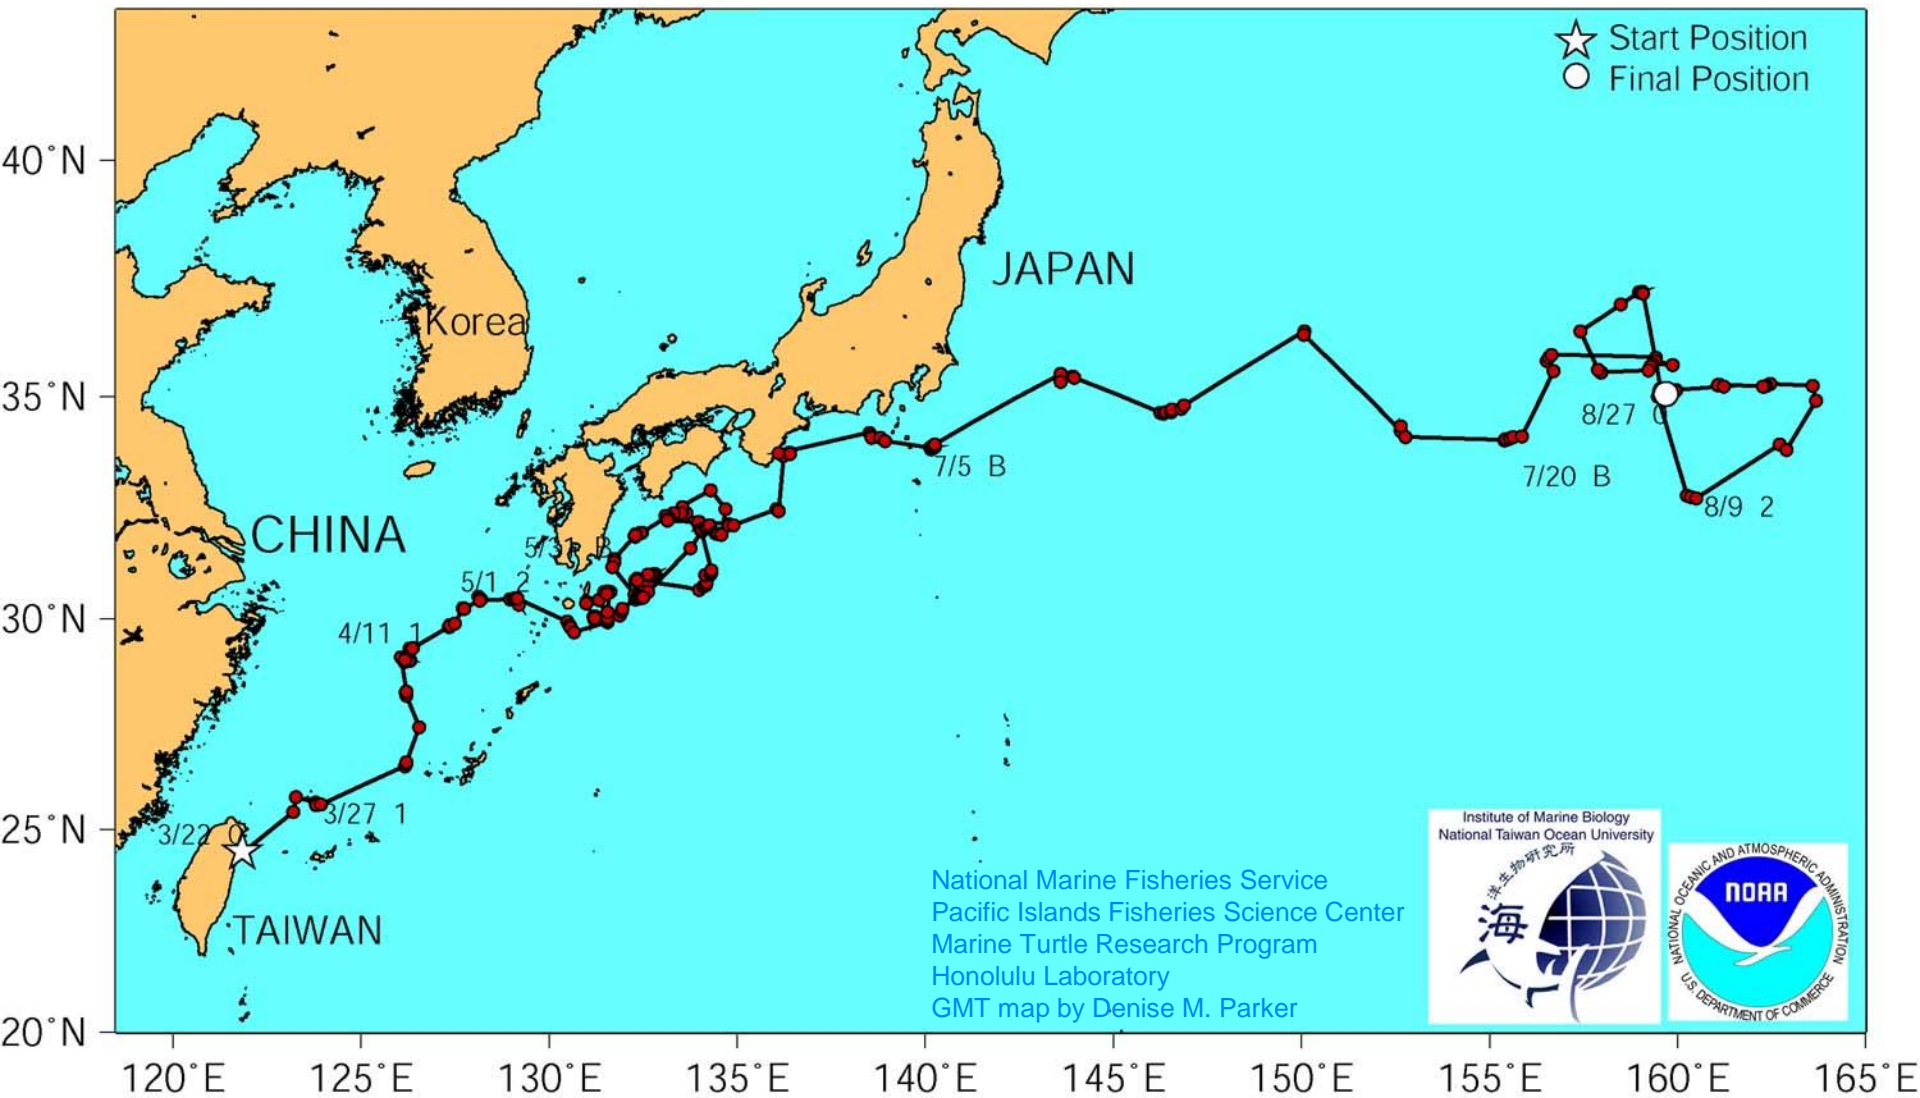 Start Position
Final Position
40°N
35°N
30°N
25°N
20°N
JAPAN
Korea
CHINA
TAIWAN
7/5 B
7/20 B
8/27 0
8/9 2
5/31 B
5/1 2
4/11 1
3/27 1
3/22 0
National Marine Fisheries Service
Pacific Islands Fisheries Science Center
Marine Turtle Research Program
Honolulu Laboratory
GMT map by Denise M. Parker
Institute of Marine Biology
National Taiwan Ocean University
海洋生物研究所
NATIONAL OCEANIC AND ATMOSPHERIC ADMINISTRATION
NOAA
U.S. DEPARTMENT OF COMMERCE
120°E 125°E 130°E 135°E 140°E 145°E 150°E 155°E 160°E 165°E